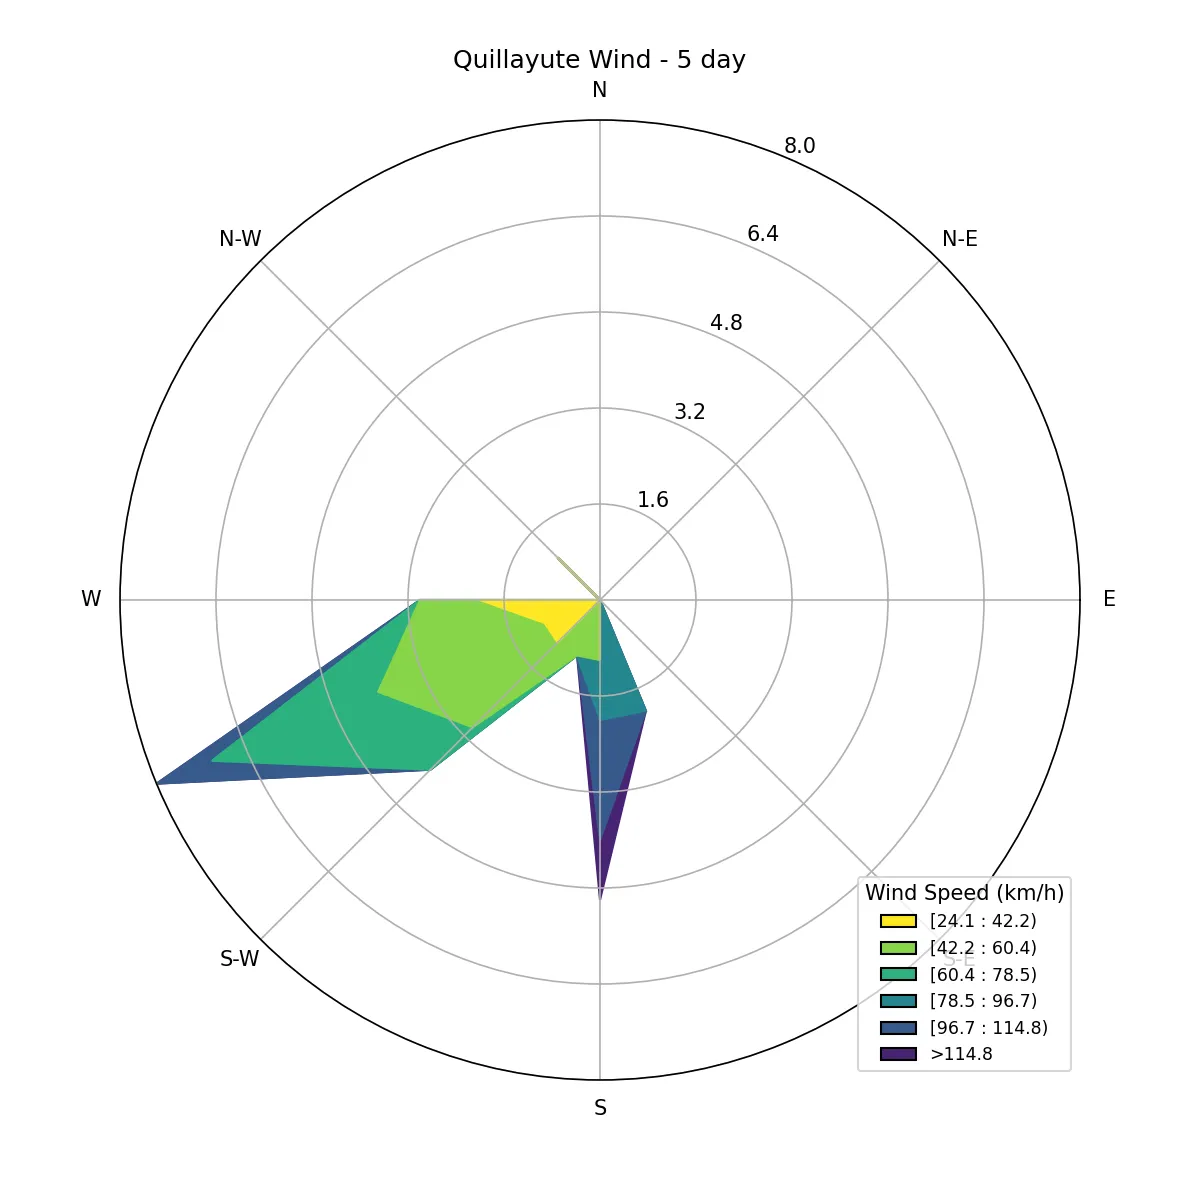 Quillayute Wind - 5 day
N
8.0
N-W
N-E
6.4
4.8
3.2
1.6
W
E
S-W
S-E
S
Wind Speed (km/h)
[24.1 : 42.2)
[42.2 : 60.4)
[60.4 : 78.5)
[78.5 : 96.7)
[96.7 : 114.8)
>114.8